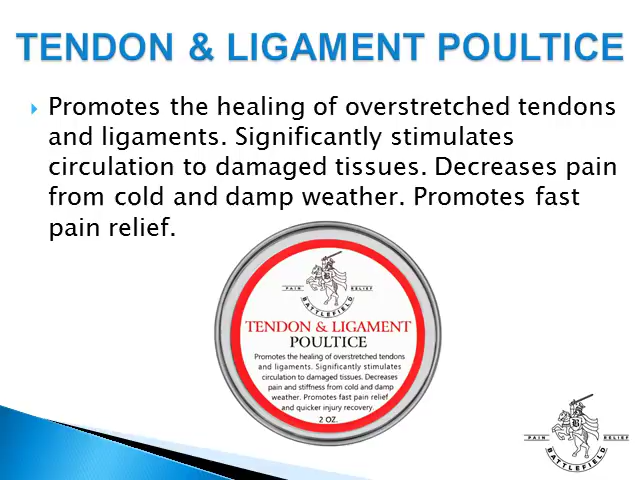 TENDON & LIGAMENT POULTICE
Promotes the healing of overstretched tendons
and ligaments. Significantly stimulates
circulation to damaged tissues. Decreases pain
from cold and damp weather. Promotes fast
pain relief.
B
PAIN RELIEF
BATTLEFIELD
TENDON & LIGAMENT
POULTICE
Promotes the healing of overstretched tendons
and ligaments. Significantly stimulates
circulation to damaged tissues. Decreases
pain and stiffness from cold and damp
weather. Promotes fast pain relief
and quicker injury recovery.
2 OZ.
B
PAIN RELIEF
BATTLEFIELD